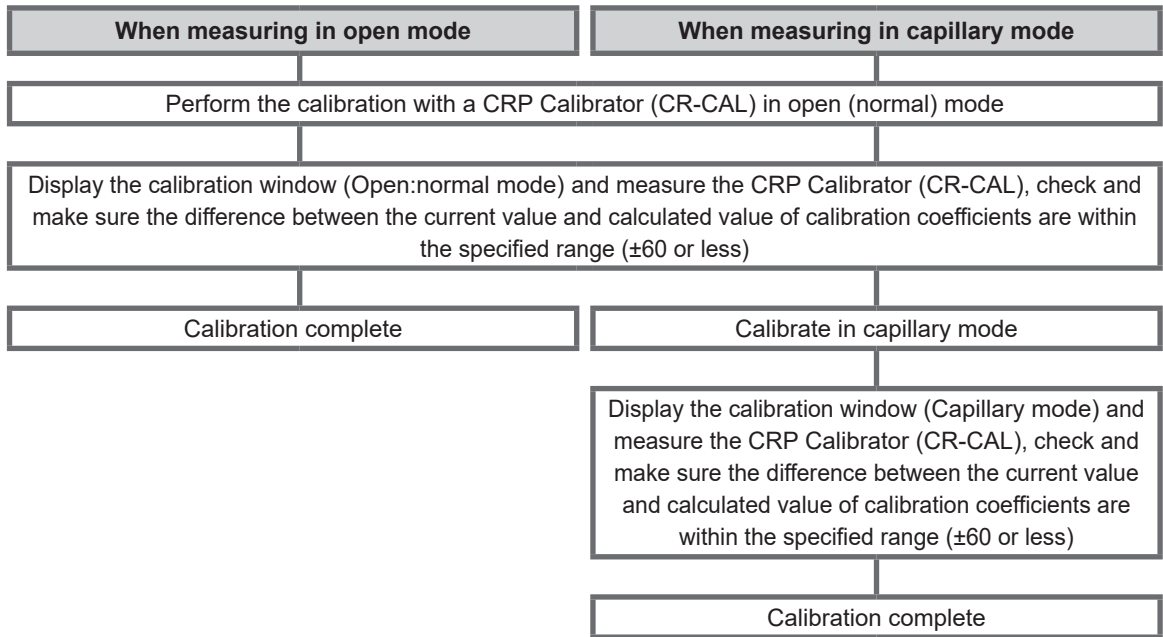 When measuring in open mode
When measuring in capillary mode
Perform the calibration with a CRP Calibrator (CR-CAL) in open (normal) mode
Display the calibration window (Open:normal mode) and measure the CRP Calibrator (CR-CAL), check and
make sure the difference between the current value and calculated value of calibration coefficients are within
the specified range (±60 or less)
Calibration complete
Calibrate in capillary mode
Display the calibration window (Capillary mode) and
measure the CRP Calibrator (CR-CAL), check and
make sure the difference between the current value
and calculated value of calibration coefficients are
within the specified range (±60 or less)
Calibration complete